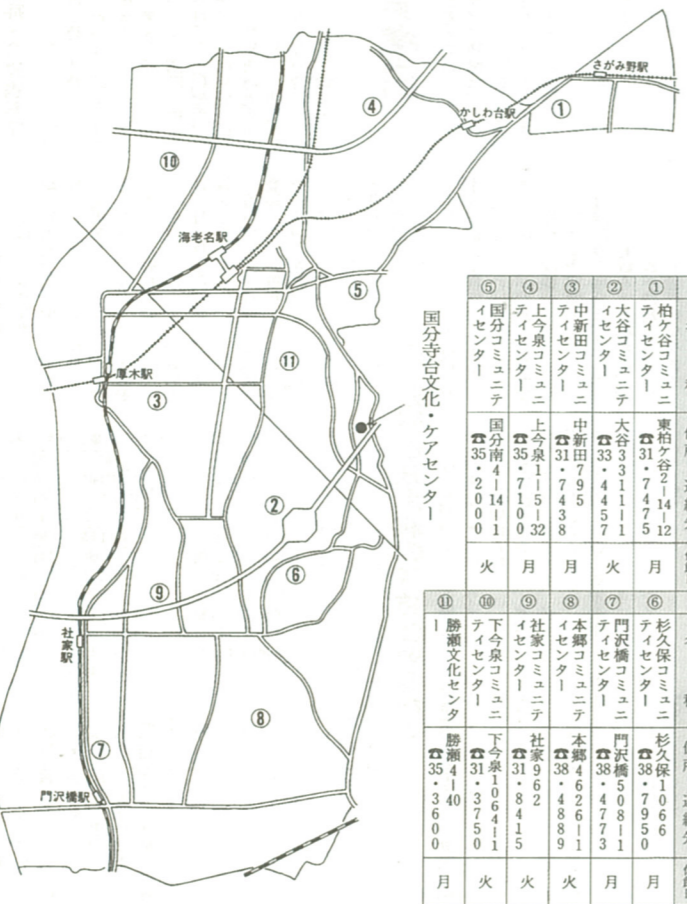 さがみ野駅
かしわ台駅
①
④
⑩
海老名駅
⑤
⑪
厚木駅
③
②
⑥
⑨
社家駅
⑧
⑦
門沢橋駅
国分寺台文化・ケアセンター
①
柏ケ谷コミュニ
ティセンター
東柏ケ谷2―14―12
☎31・7475
月
②
大谷コミュニテ
ィセンター
大谷3311―1
☎33・4457
火
③
中新田コミュニ
ティセンター
中新田795
☎31・7438
月
④
上今泉コミュニ
ティセンター
上今泉1―5―32
☎35・7100
月
⑤
国分コミュニテ
ィセンター
国分南4―14―1
☎35・2000
火
⑥
杉久保コミュニ
ティセンター
杉久保1066
☎38・7950
月
⑦
門沢橋コミュニ
ティセンター
門沢橋508―1
☎38・4773
月
⑧
本郷コミュニテ
ィセンター
本郷4626―1
☎38・4889
火
⑨
社家コミュニテ
ィセンター
社家962
☎31・8415
火
⑩
下今泉コミュニ
ティセンター
下今泉1064―1
☎31・3750
火
⑪
勝瀬文化センタ
ー
勝瀬4―40
☎35・3600
月